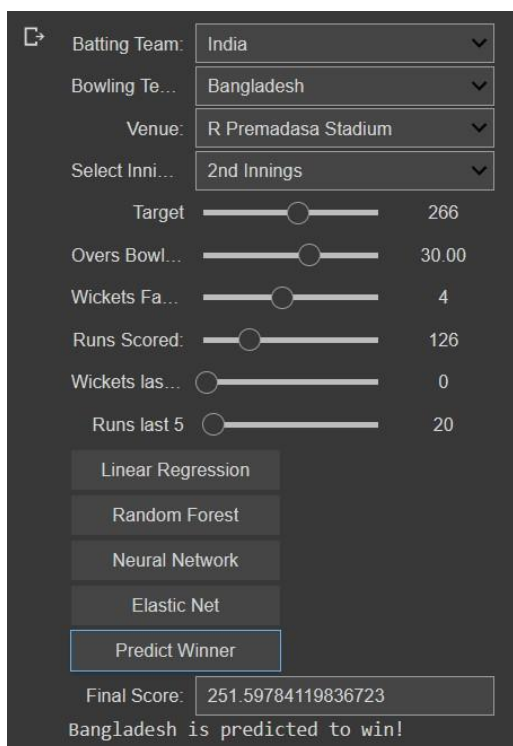 Batting Team: India
Bowling Te... Bangladesh
Venue: R Premadasa Stadium
Select Inni... 2nd Innings
Target 266
Overs Bowl... 30.00
Wickets Fa... 4
Runs Scored: 126
Wickets las... 0
Runs last 5 20
Linear Regression
Random Forest
Neural Network
Elastic Net
Predict Winner
Final Score: 251.59784119836723
Bangladesh is predicted to win!